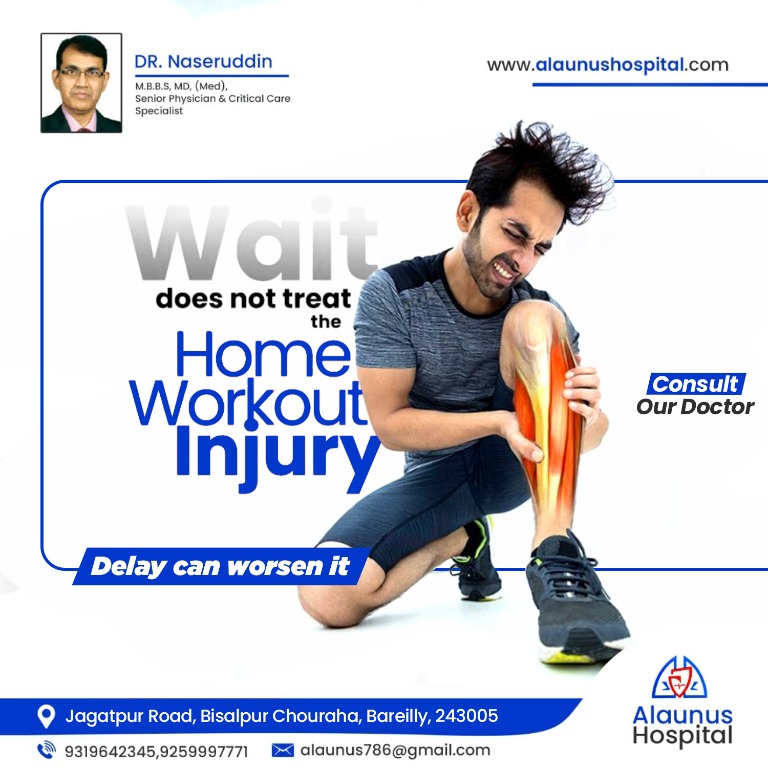 DR. Naseruddin
M.B.B.S, MD, (Med),
Senior Physician & Critical Care
Specialist
www.alaunushospital.com
Wait
does not treat
the
Home
Workout
Injury
Consult
Our Doctor
Delay can worsen it
Jagatpur Road, Bisalpur Chouraha, Bareilly, 243005
9319642345,9259997771
alaunus786@gmail.com
Alaunus
Hospital